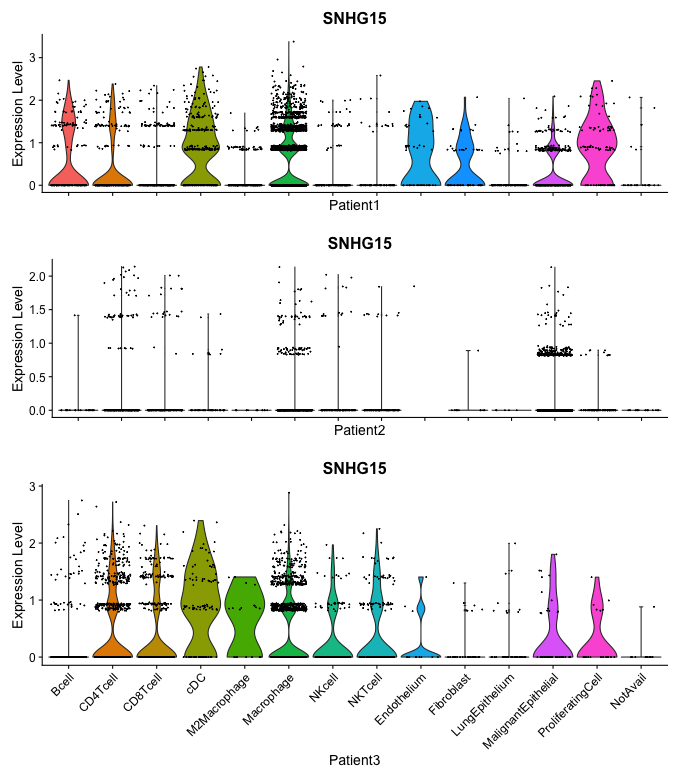 SNHG15
Expression Level
3
2
1
0
Patient1
SNHG15
Expression Level
2.0
1.5
1.0
0.5
0.0
Patient2
SNHG15
Expression Level
3
2
1
0
Bcell
CD4Tcell
CD8Tcell
cDC
M2Macrophage
Macrophage
NKcell
NKTcell
Endothelium
Fibroblast
LungEpithelium
MalignantEpithelial
ProliferatingCell
NotAvail
Patient3